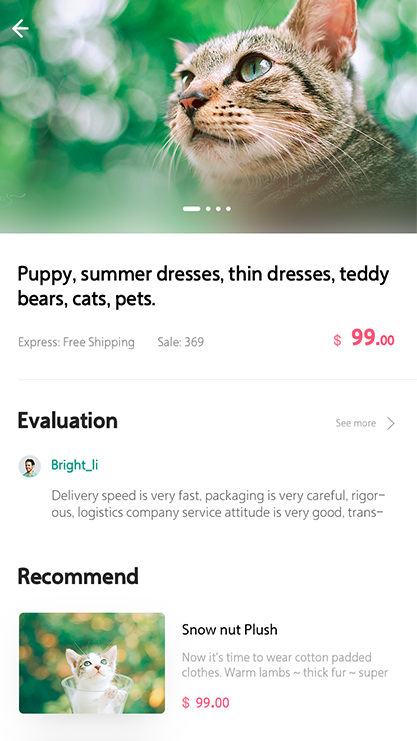 Puppy, summer dresses, thin dresses, teddy
bears, cats, pets.
Express: Free Shipping Sale: 369 $ 99.00
Evaluation See more
Bright_li
Delivery speed is very fast, packaging is very careful, rigor-
ous, logistics company service attitude is very good, trans-
Recommend
Snow nut Plush
Now it's time to wear cotton padded
clothes. Warm lambs ~ thick fur ~ super
$ 99.00